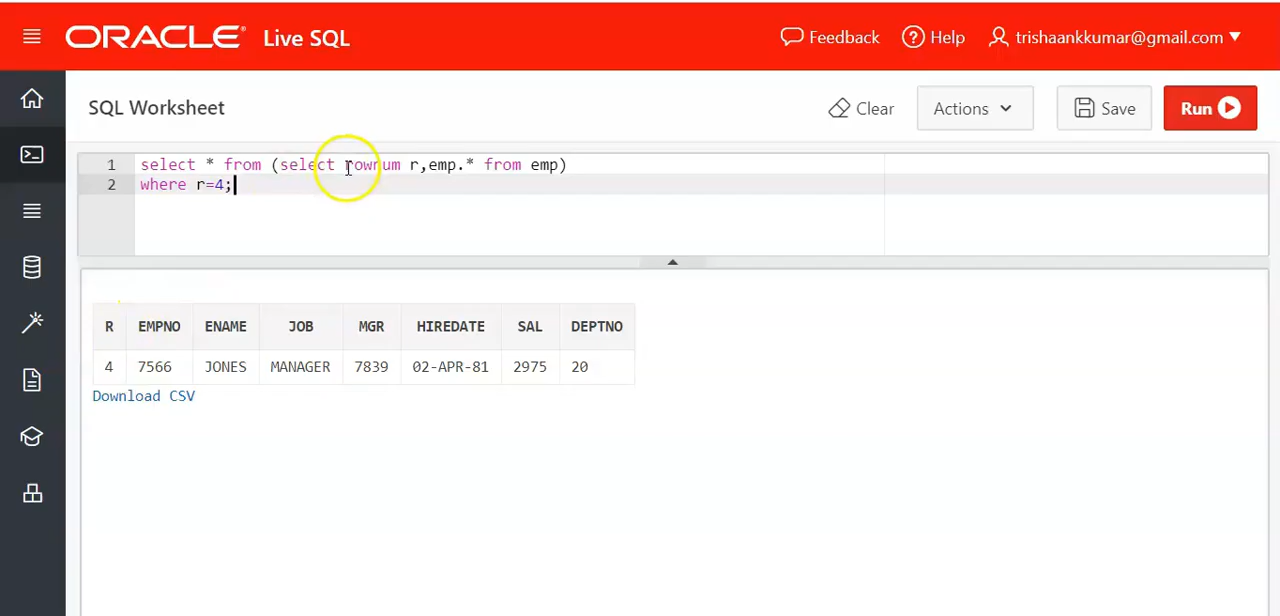 ORACLE Live SQL Feedback Help trishaankkumar@gmail.com
SQL Worksheet Clear Actions Save Run
1 select * from (select rownum r,emp.* from emp)
2 where r=4;
R EMPNO ENAME JOB MGR HIREDATE SAL DEPTNO
4 7566 JONES MANAGER 7839 02-APR-81 2975 20
Download CSV